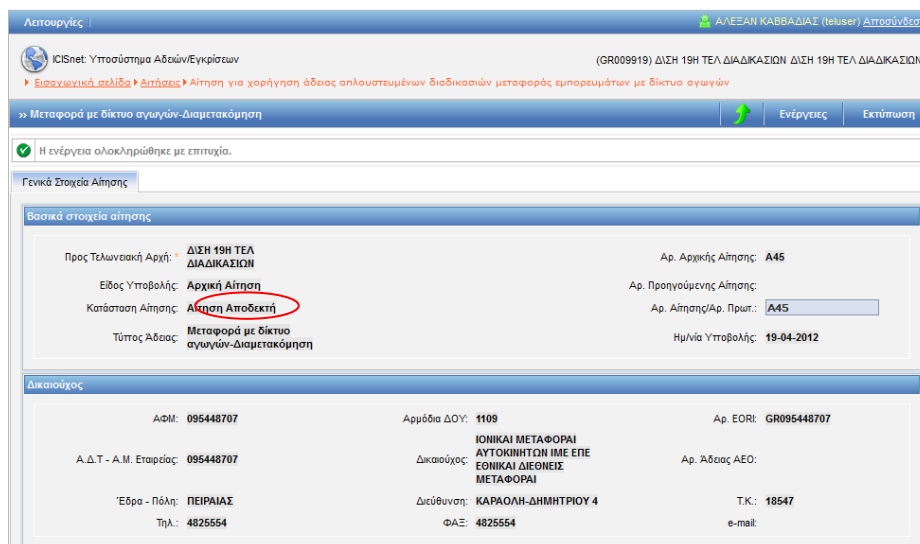 Λειτουργίες
ΑΛΕΞΑΝ ΚΑΒΒΑΔΙΑΣ (teluser) Αποσύνδεσ
ICISnet: Υποσύστημα Αδειών/Εγκρίσεων
(GR009919) Δ\ΣΗ 19Η ΤΕΛ ΔΙΑΔΙΚΑΣΙΩΝ Δ\ΣΗ 19Η ΤΕΛ ΔΙΑΔΙΚΑΣΙΩΝ
Εισαγωγική σελίδα Αιτήσεις Αίτηση για χορήγηση άδειας απλουστευμένων διαδικασιών μεταφοράς εμπορευμάτων με δίκτυο αγωγών
» Μεταφορά με δίκτυο αγωγών-Διαμετακόμηση
Ενέργειες Εκτύπωση
Η ενέργεια ολοκληρώθηκε με επιτυχία.
Γενικά Στοιχεία Αίτησης
Βασικά στοιχεία αίτησης
Προς Τελωνειακή Αρχή: * Δ\ΣΗ 19Η ΤΕΛ
ΔΙΑΔΙΚΑΣΙΩΝ
Αρ. Αρχικής Αίτησης: Α45
Είδος Υποβολής: Αρχική Αίτηση
Αρ. Προηγούμενης Αίτησης:
Κατάσταση Αίτησης: Αίτηση Αποδεκτή
Αρ. Αίτησης/Αρ. Πρωτ.: Α45
Τύπος Άδειας: Μεταφορά με δίκτυο
αγωγών-Διαμετακόμηση
Ημ/νία Υποβολής: 19-04-2012
Δικαιούχος
ΑΦΜ: 095448707
Αρμόδια ΔΟΥ: 1109
Αρ. EORI: GR095448707
Α.Δ.Τ - Α.Μ. Εταιρείας: 095448707
Δικαιούχος: ΙΟΝΙΚΑΙ ΜΕΤΑΦΟΡΑΙ
ΑΥΤΟΚΙΝΗΤΩΝ ΙΜΕ ΕΠΕ
ΕΘΝΙΚΑΙ ΔΙΕΘΝΕΙΣ
ΜΕΤΑΦΟΡΑΙ
Αρ. Άδειας ΑΕΟ:
Έδρα - Πόλη: ΠΕΙΡΑΙΑΣ
Διεύθυνση: ΚΑΡΑΟΛΗ-ΔΗΜΗΤΡΙΟΥ 4
Τ.Κ.: 18547
Τηλ.: 4825554
ΦΑΞ: 4825554
e-mail: